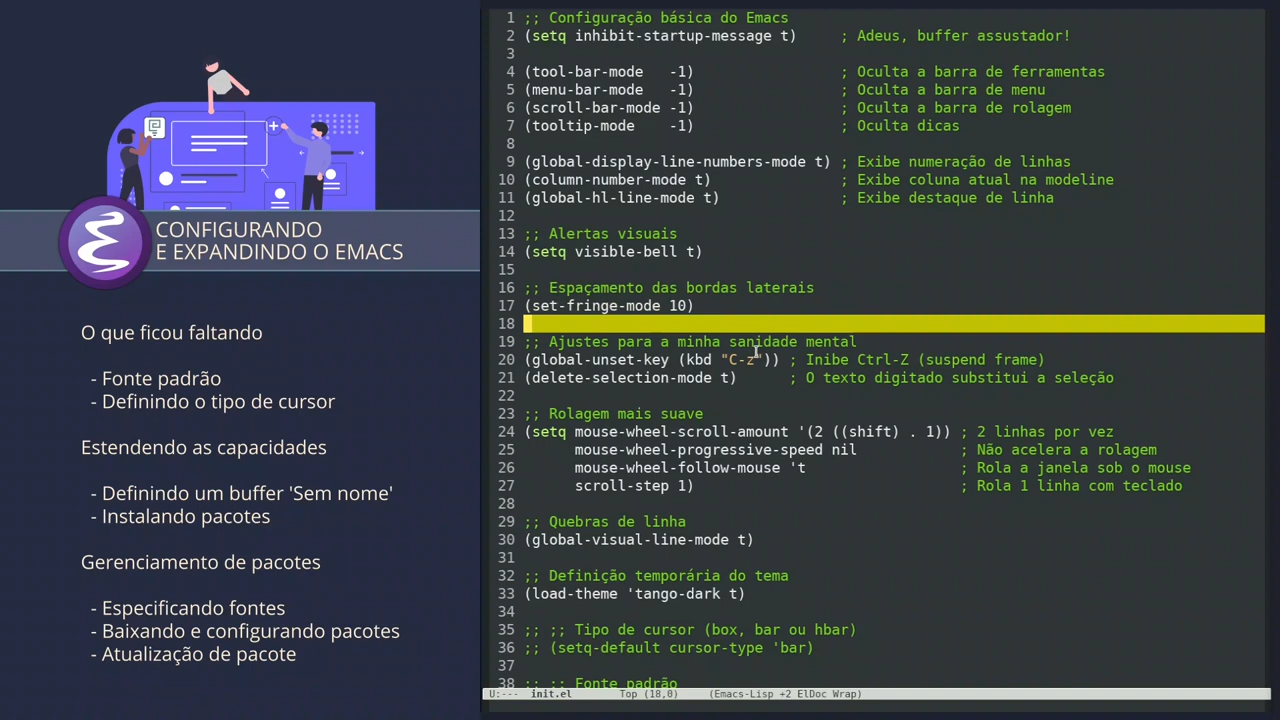 CONFIGURANDO
E EXPANDINDO O EMACS
O que ficou faltando
- Fonte padrão
- Definindo o tipo de cursor
Estendendo as capacidades
- Definindo um buffer 'Sem nome'
- Instalando pacotes
Gerenciamento de pacotes
- Especificando fontes
- Baixando e configurando pacotes
- Atualização de pacote
1 ;; Configuração básica do Emacs
2 (setq inhibit-startup-message t)     ; Adeus, buffer assustador!
3
4 (tool-bar-mode   -1)                 ; Oculta a barra de ferramentas
5 (menu-bar-mode   -1)                 ; Oculta a barra de menu
6 (scroll-bar-mode -1)                 ; Oculta a barra de rolagem
7 (tooltip-mode    -1)                 ; Oculta dicas
8
9 (global-display-line-numbers-mode t) ; Exibe numeração de linhas
10 (column-number-mode t)               ; Exibe coluna atual na modeline
11 (global-hl-line-mode t)              ; Exibe destaque de linha
12
13 ;; Alertas visuais
14 (setq visible-bell t)
15
16 ;; Espaçamento das bordas laterais
17 (set-fringe-mode 10)
18
19 ;; Ajustes para a minha sanidade mental
20 (global-unset-key (kbd "C-z")) ; Inibe Ctrl-Z (suspend frame)
21 (delete-selection-mode t)      ; O texto digitado substitui a seleção
22
23 ;; Rolagem mais suave
24 (setq mouse-wheel-scroll-amount '(2 ((shift) . 1)) ; 2 linhas por vez
25       mouse-wheel-progressive-speed nil            ; Não acelera a rolagem
26       mouse-wheel-follow-mouse 't                  ; Rola a janela sob o mouse
27       scroll-step 1)                               ; Rola 1 linha com teclado
28
29 ;; Quebras de linha
30 (global-visual-line-mode t)
31
32 ;; Definição temporária do tema
33 (load-theme 'tango-dark t)
34
35 ;; ;; Tipo de cursor (box, bar ou hbar)
36 ;; (setq-default cursor-type 'bar)
37
38 ;; ;; Fonte padrão
U:---  init.el      Top (18,0)     (Emacs-Lisp +2 ElDoc Wrap)